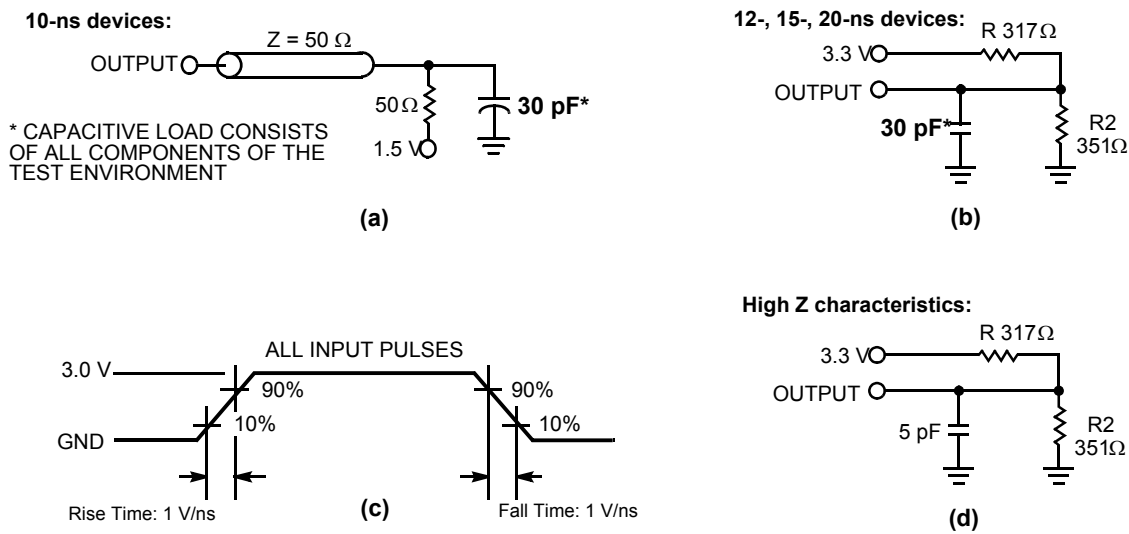 10-ns devices:
Z = 50 Ω
OUTPUT
50Ω
30 pF*
1.5 V
* CAPACITIVE LOAD CONSISTS
OF ALL COMPONENTS OF THE
TEST ENVIRONMENT
(a)
12-, 15-, 20-ns devices:
R 317Ω
3.3 V
OUTPUT
30 pF*
R2
351Ω
(b)
ALL INPUT PULSES
3.0 V
90%
90%
10%
10%
GND
Rise Time: 1 V/ns
(c)
Fall Time: 1 V/ns
High Z characteristics:
R 317Ω
3.3 V
OUTPUT
5 pF
R2
351Ω
(d)